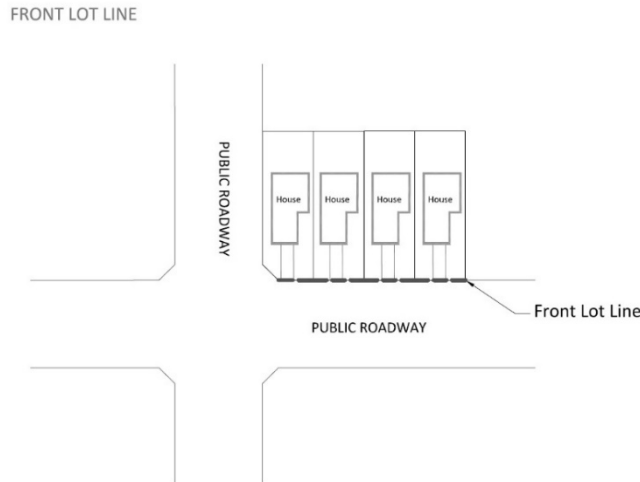 FRONT LOT LINE
PUBLIC ROADWAY
House
House
House
House
Front Lot Line
PUBLIC ROADWAY